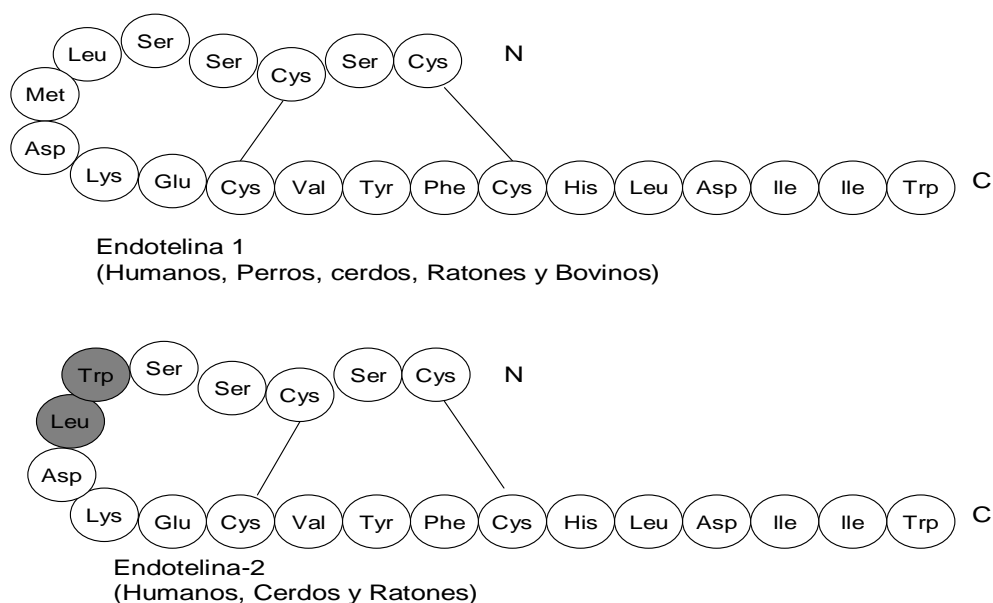 Leu Ser Ser Cys Ser Cys N
Met
Asp
Lys Glu Cys Val Tyr Phe Cys His Leu Asp Ile Ile Trp C
Endotelina 1
(Humanos, Perros, cerdos, Ratones y Bovinos)
Trp Ser Ser Cys Ser Cys N
Leu
Asp
Lys Glu Cys Val Tyr Phe Cys His Leu Asp Ile Ile Trp C
Endotelina-2
(Humanos, Cerdos y Ratones)